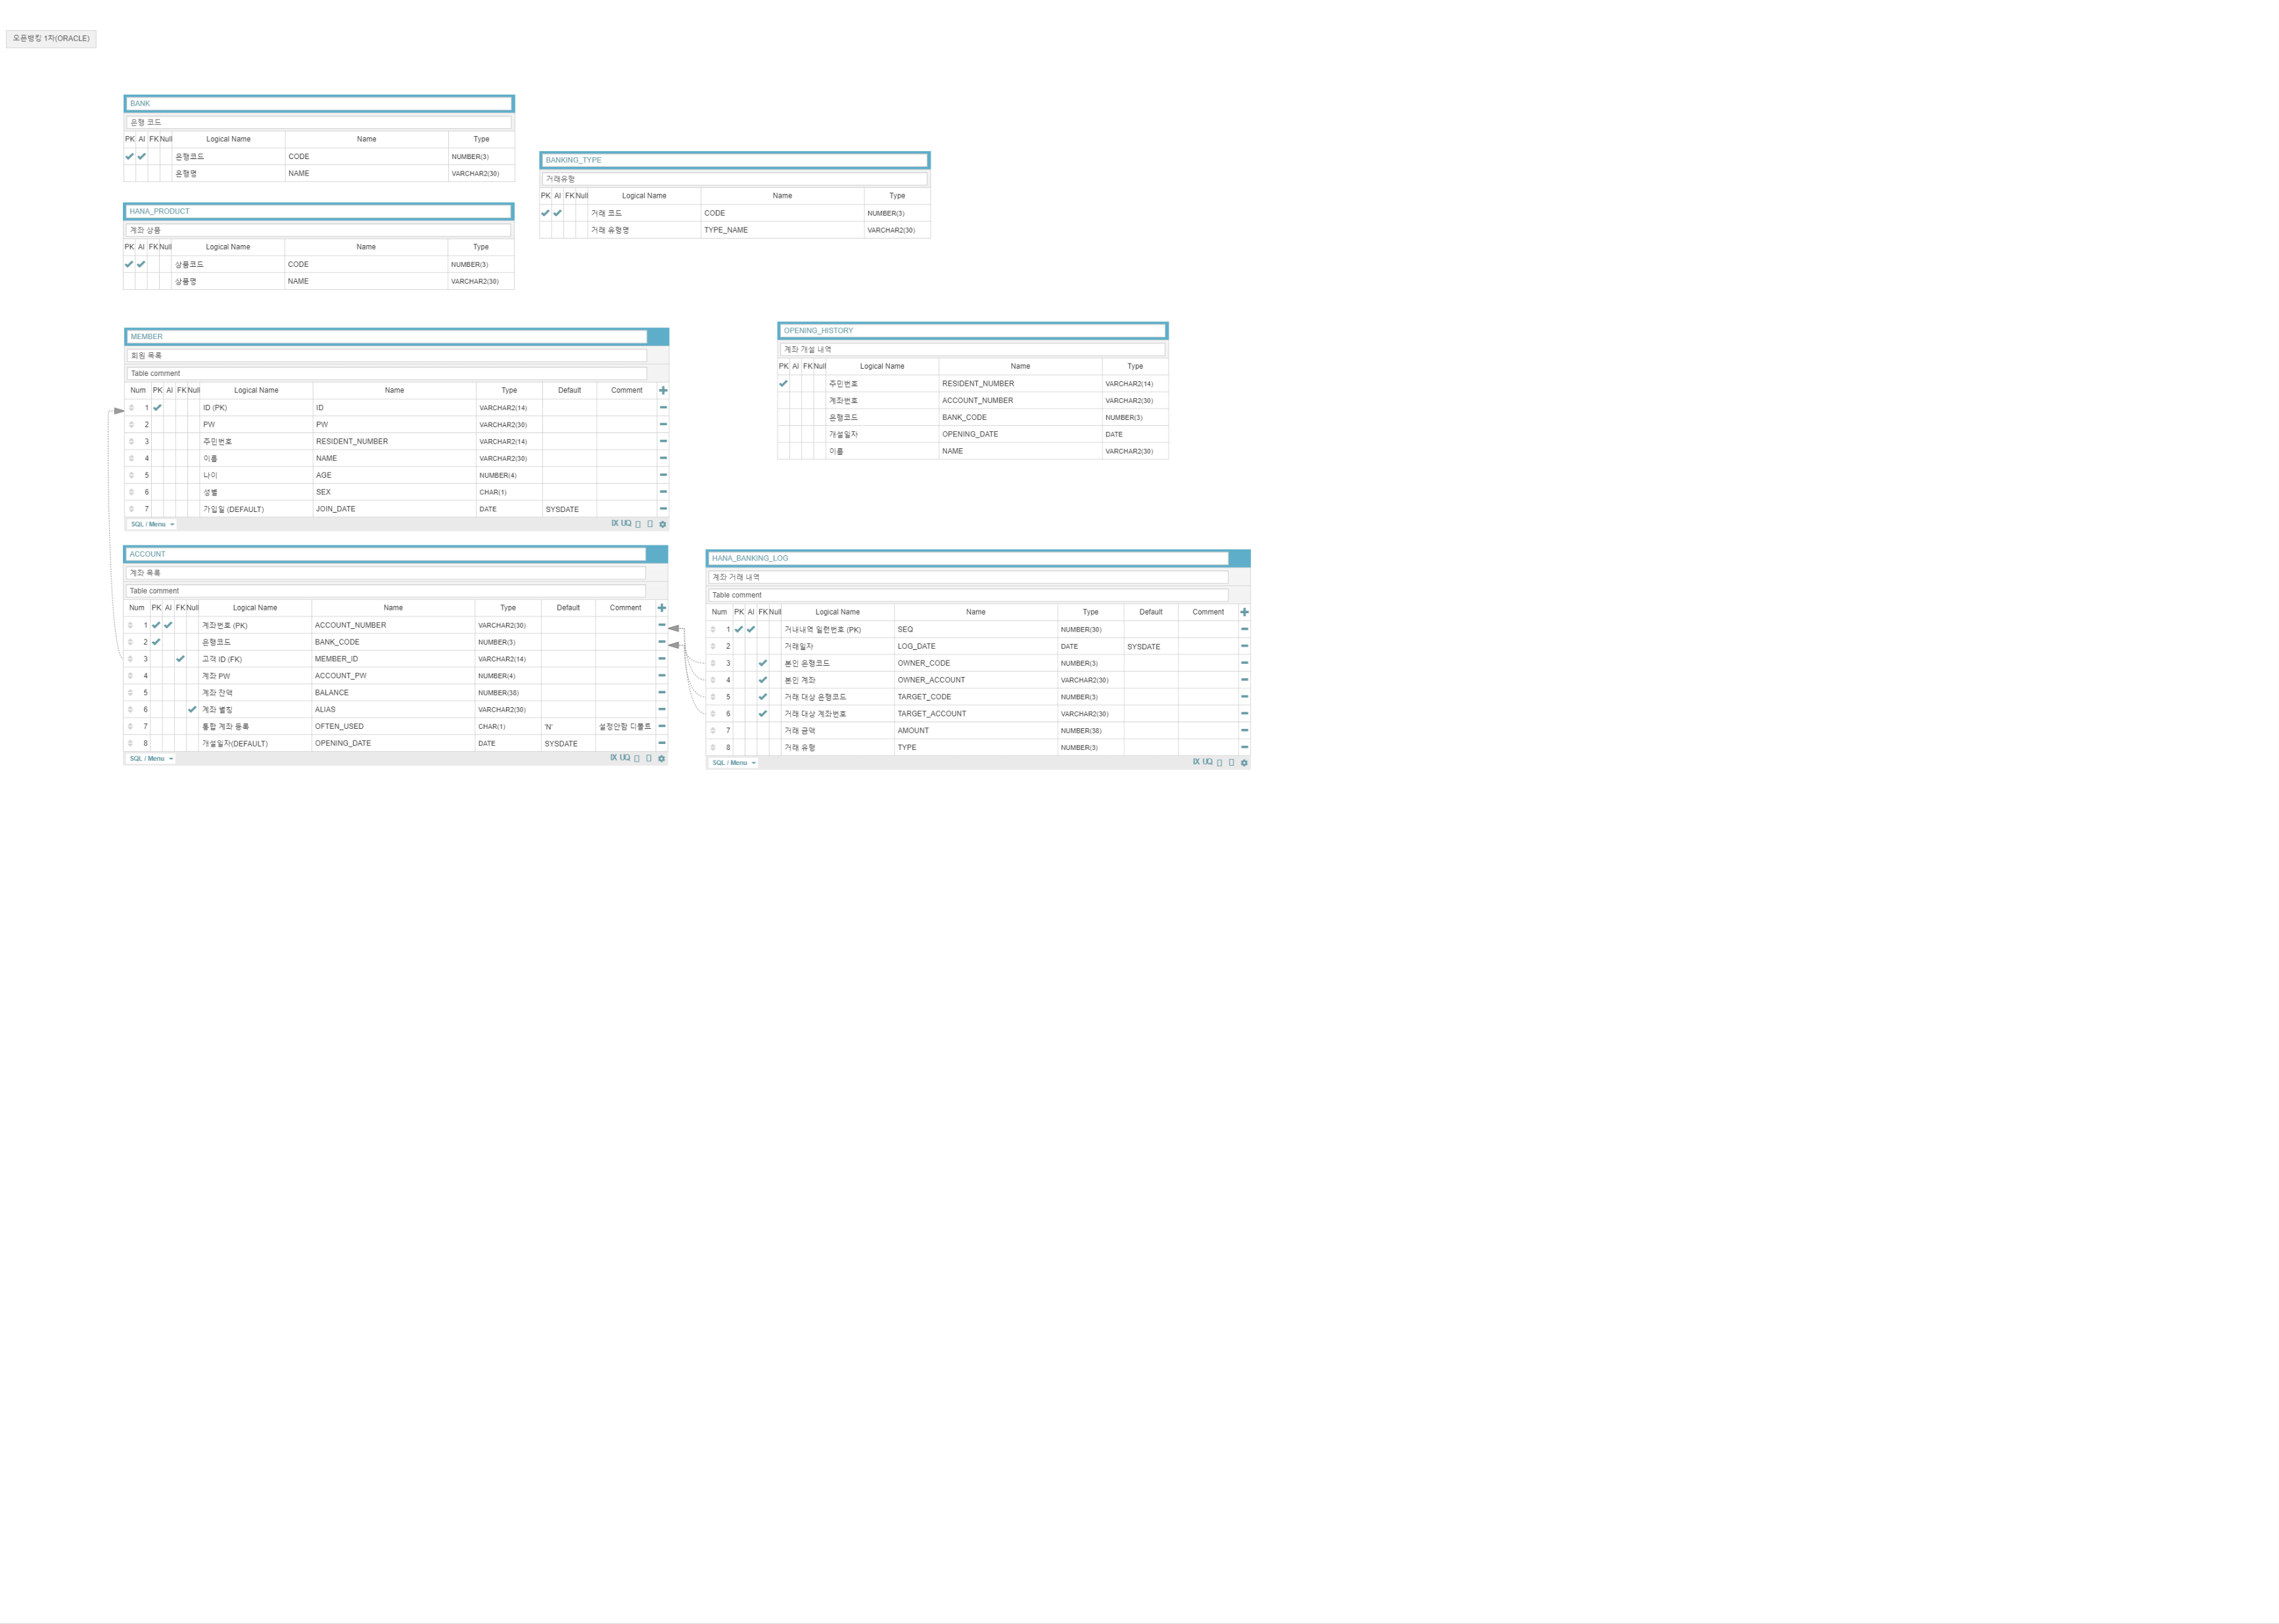 오픈뱅킹 1차(ORACLE)
BANK
은행 코드
PK AI FK Null Logical Name Name Type
은행코드 CODE NUMBER(3)
은행명 NAME VARCHAR2(30)
BANKING_TYPE
거래유형
PK AI FK Null Logical Name Name Type
거래 코드 CODE NUMBER(3)
거래 유형명 TYPE_NAME VARCHAR2(30)
HANA_PRODUCT
계좌 상품
PK AI FK Null Logical Name Name Type
상품코드 CODE NUMBER(3)
상품명 NAME VARCHAR2(30)
MEMBER
회원 목록
Table comment
Num PK AI FK Null Logical Name Name Type Default Comment
1 ID (PK) ID VARCHAR2(14)
2 PW PW VARCHAR2(30)
3 주민번호 RESIDENT_NUMBER VARCHAR2(14)
4 이름 NAME VARCHAR2(30)
5 나이 AGE NUMBER(4)
6 성별 SEX CHAR(1)
7 가입일 (DEFAULT) JOIN_DATE DATE SYSDATE
SQL / Menu IX UQ
OPENING_HISTORY
계좌 개설 내역
PK AI FK Null Logical Name Name Type
주민번호 RESIDENT_NUMBER VARCHAR2(14)
계좌번호 ACCOUNT_NUMBER VARCHAR2(30)
은행코드 BANK_CODE NUMBER(3)
개설일자 OPENING_DATE DATE
이름 NAME VARCHAR2(30)
ACCOUNT
계좌 목록
Table comment
Num PK AI FK Null Logical Name Name Type Default Comment
1 계좌번호 (PK) ACCOUNT_NUMBER VARCHAR2(30)
2 은행코드 BANK_CODE NUMBER(3)
3 고객 ID (FK) MEMBER_ID VARCHAR2(14)
4 계좌 PW ACCOUNT_PW NUMBER(4)
5 계좌 잔액 BALANCE NUMBER(38)
6 계좌 별칭 ALIAS VARCHAR2(30)
7 통합 계좌 등록 OFTEN_USED CHAR(1) 'N' 설정안함 디폴트
8 개설일자(DEFAULT) OPENING_DATE DATE SYSDATE
SQL / Menu IX UQ
HANA_BANKING_LOG
계좌 거래 내역
Table comment
Num PK AI FK Null Logical Name Name Type Default Comment
1 거내내역 일련번호 (PK) SEQ NUMBER(30)
2 거래일자 LOG_DATE DATE SYSDATE
3 본인 은행코드 OWNER_CODE NUMBER(3)
4 본인 계좌 OWNER_ACCOUNT VARCHAR2(30)
5 거래 대상 은행코드 TARGET_CODE NUMBER(3)
6 거래 대상 계좌번호 TARGET_ACCOUNT VARCHAR2(30)
7 거래 금액 AMOUNT NUMBER(38)
8 거래 유형 TYPE NUMBER(3)
SQL / Menu IX UQ